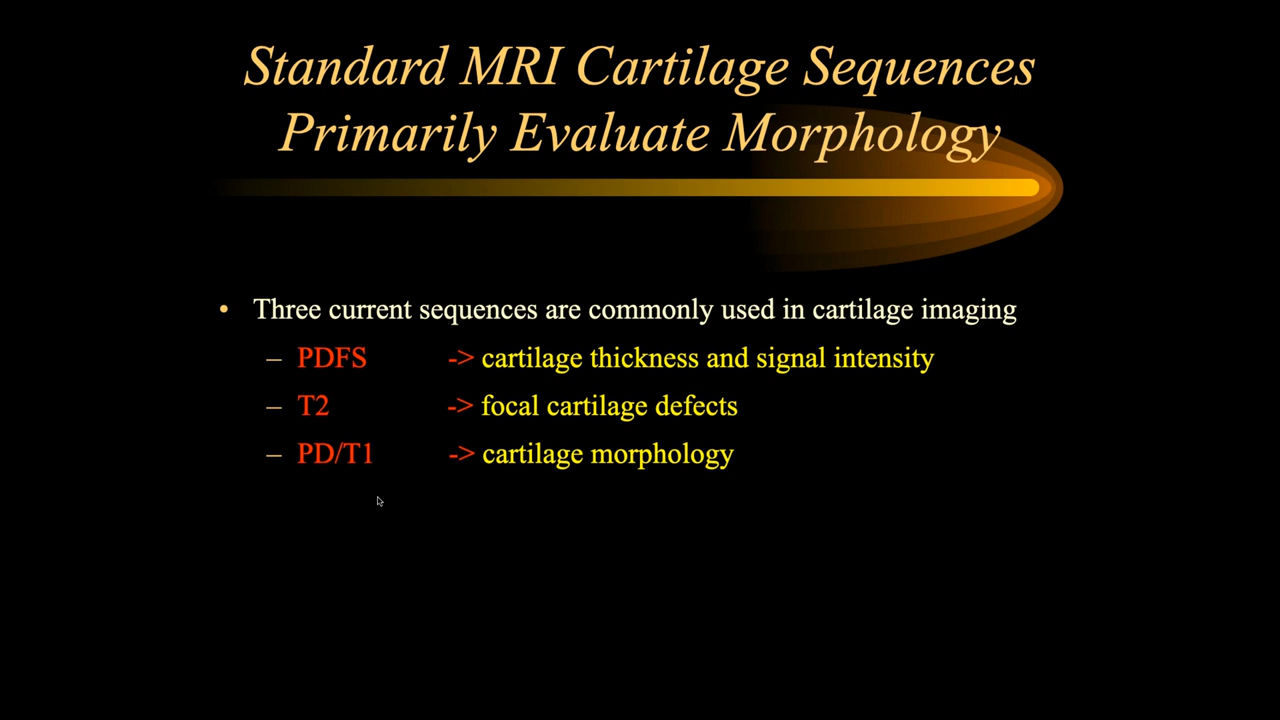 Standard MRI Cartilage Sequences
Primarily Evaluate Morphology
• Three current sequences are commonly used in cartilage imaging
– PDFS -> cartilage thickness and signal intensity
– T2 -> focal cartilage defects
– PD/T1 -> cartilage morphology